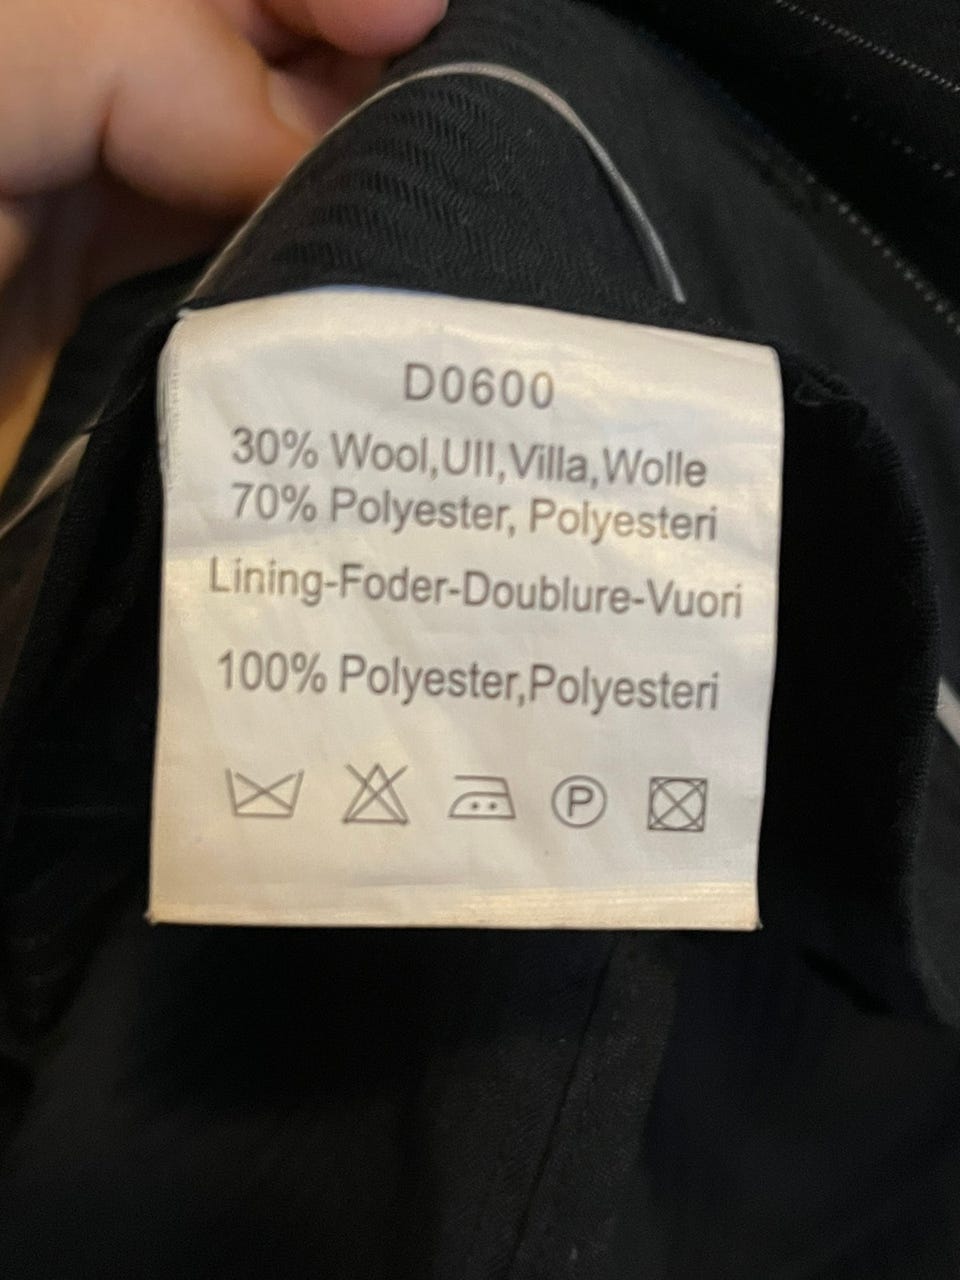 D0600
30% Wool,Ull,Villa,Wolle
70% Polyester, Polyesteri
Lining-Foder-Doublure-Vuori
100% Polyester,Polyesteri
P